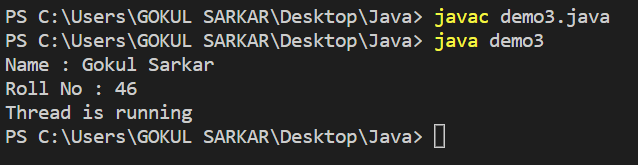 PS C:\Users\GOKUL SARKAR\Desktop\Java> javac demo3.java
PS C:\Users\GOKUL SARKAR\Desktop\Java> java demo3
Name : Gokul Sarkar
Roll No : 46
Thread is running
PS C:\Users\GOKUL SARKAR\Desktop\Java>